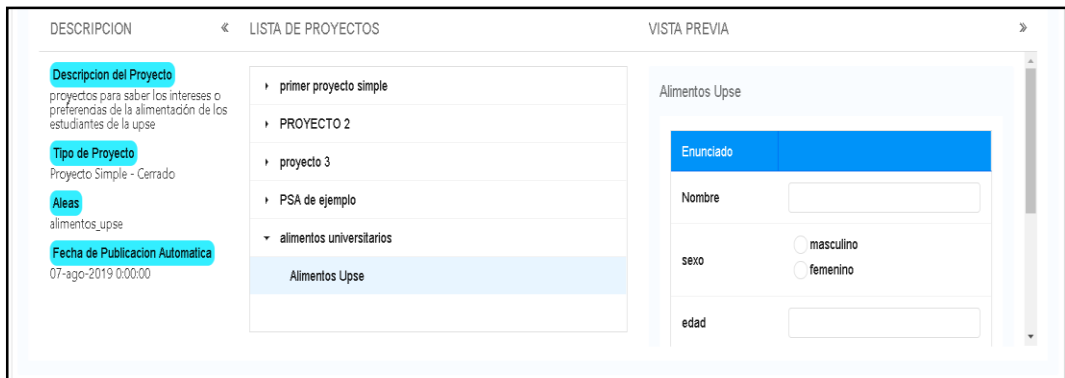 DESCRIPCION
Descripcion del Proyecto
proyectos para saber los intereses o
preferencias de la alimentación de los
estudiantes de la upse
Tipo de Proyecto
Proyecto Simple - Cerrado
Aleas
alimentos_upse
Fecha de Publicacion Automatica
07-ago-2019 0:00:00
LISTA DE PROYECTOS
primer proyecto simple
PROYECTO 2
proyecto 3
PSA de ejemplo
alimentos universitarios
Alimentos Upse
VISTA PREVIA
Alimentos Upse
Enunciado
Nombre
sexo
masculino
femenino
edad